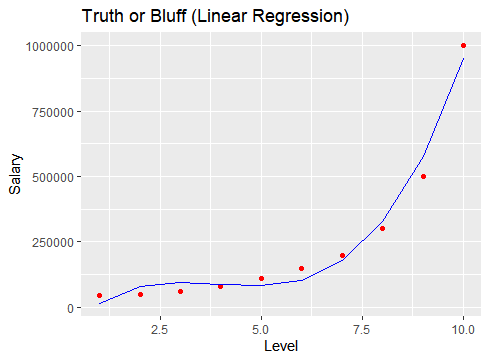 Truth or Bluff (Linear Regression)
1000000
750000
500000
250000
0
Salary
2.5 5.0 7.5 10.0
Level